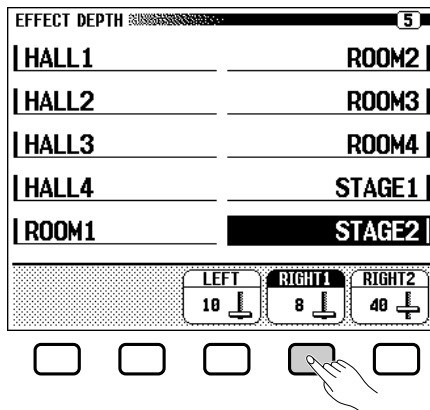 EFFECT DEPTH 5
HALL1 ROOM2
HALL2 ROOM3
HALL3 ROOM4
HALL4 STAGE1
ROOM1 STAGE2
LEFT RIGHT1 RIGHT2
10 8 40